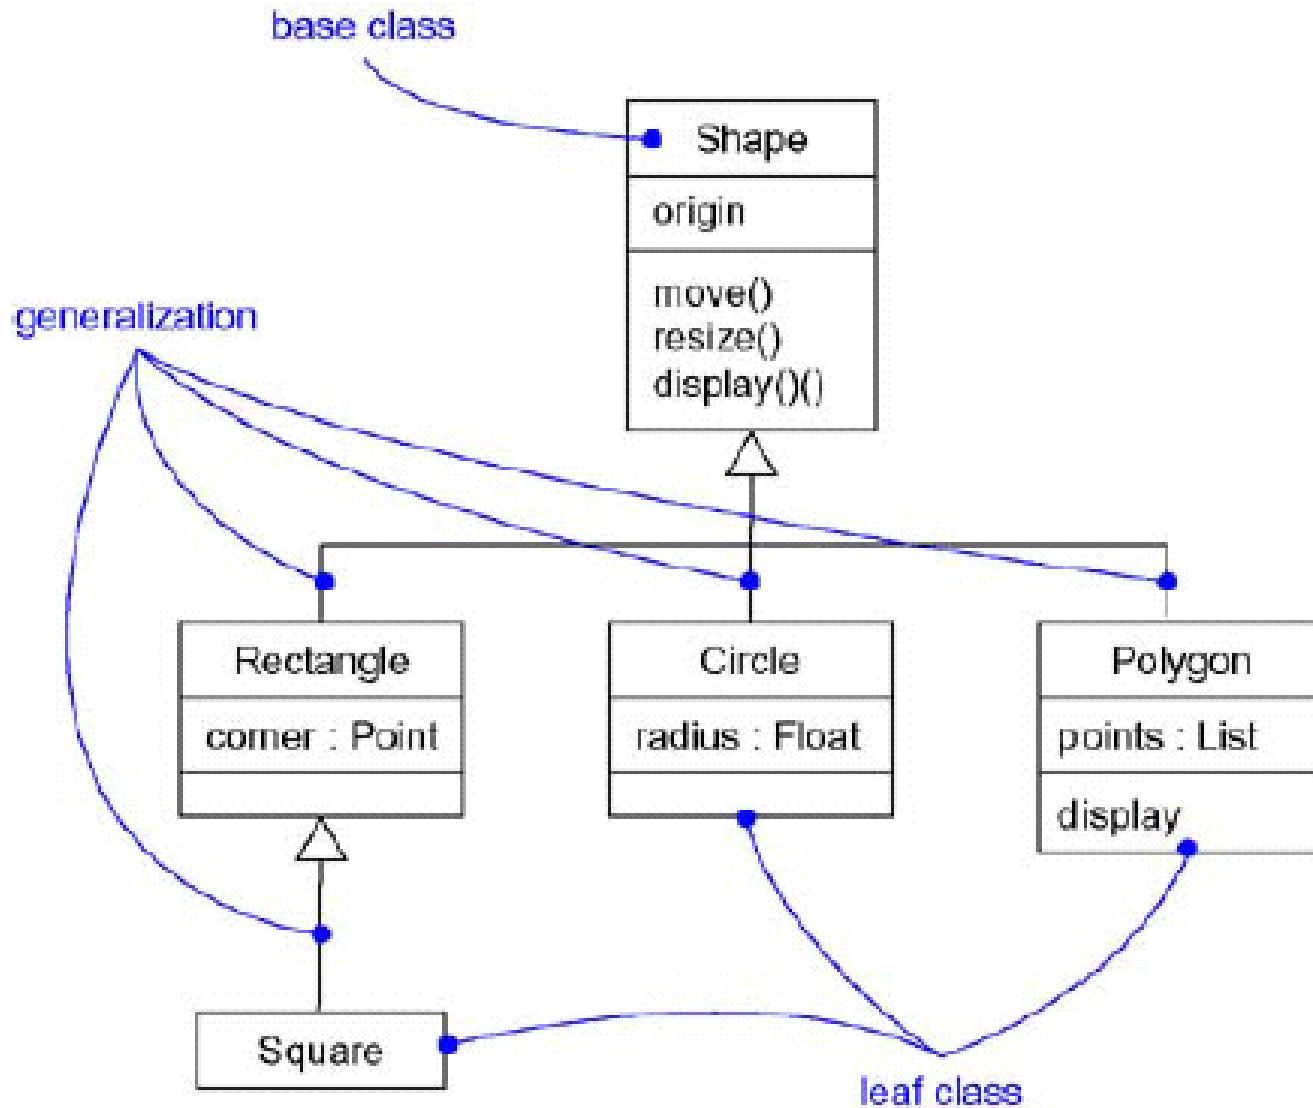 base class
Shape
origin
generalization
move()
resize()
display()()
Rectangle
corner : Point
Circle
radius : Float
Polygon
points : List
display
Square
leaf class